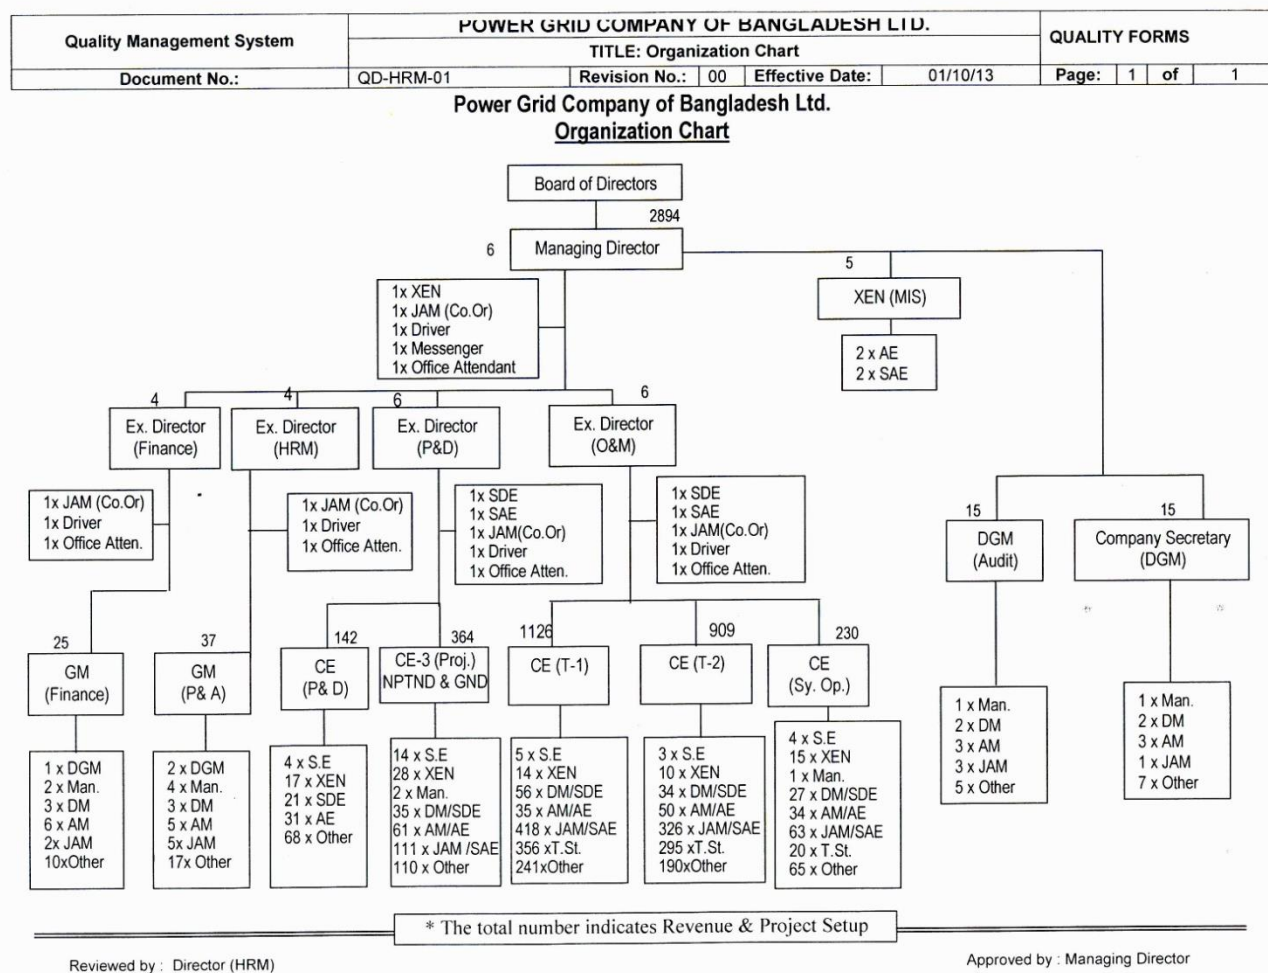 Quality Management System
POWER GRID COMPANY OF BANGLADESH LTD.
QUALITY FORMS
TITLE: Organization Chart
Document No.: QD-HRM-01 Revision No.: 00 Effective Date: 01/10/13 Page: 1 of 1
Power Grid Company of Bangladesh Ltd.
Organization Chart
Board of Directors
2894
6
Managing Director
5
XEN (MIS)
2 x AE
2 x SAE
1x XEN
1x JAM (Co.Or)
1x Driver
1x Messenger
1x Office Attendant
4
Ex. Director
(Finance)
4
Ex. Director
(HRM)
6
Ex. Director
(P&D)
6
Ex. Director
(O&M)
1x JAM (Co.Or)
1x Driver
1x Office Atten.
1x JAM (Co.Or)
1x Driver
1x Office Atten.
1x SDE
1x SAE
1x JAM(Co.Or)
1x Driver
1x Office Atten.
1x SDE
1x SAE
1x JAM(Co.Or)
1x Driver
1x Office Atten.
15
DGM
(Audit)
15
Company Secretary
(DGM)
25
GM
(Finance)
37
GM
(P& A)
142
CE
(P& D)
364
CE-3 (Proj.)
NPTND & GND
1126
CE (T-1)
909
CE (T-2)
230
CE
(Sy. Op.)
1 x DGM
2 x Man.
3 x DM
6 x AM
2x JAM
10xOther
2 x DGM
4 x Man.
3 x DM
5 x AM
5x JAM
17x Other
4 x S.E
17 x XEN
21 x SDE
31 x AE
68 x Other
14 x S.E
28 x XEN
2 x Man.
35 x DM/SDE
61 x AM/AE
111 x JAM /SAE
110 x Other
5 x S.E
14 x XEN
56 x DM/SDE
35 x AM/AE
418 x JAM/SAE
356 xT.St.
241xOther
3 x S.E
10 x XEN
34 x DM/SDE
50 x AM/AE
326 x JAM/SAE
295 xT.St.
190xOther
4 x S.E
15 x XEN
1 x Man.
27 x DM/SDE
34 x AM/AE
63 x JAM/SAE
20 x T.St.
65 x Other
1 x Man.
2 x DM
3 x AM
3 x JAM
5 x Other
1 x Man.
2 x DM
3 x AM
1 x JAM
7 x Other
* The total number indicates Revenue & Project Setup
Reviewed by : Director (HRM)
Approved by : Managing Director